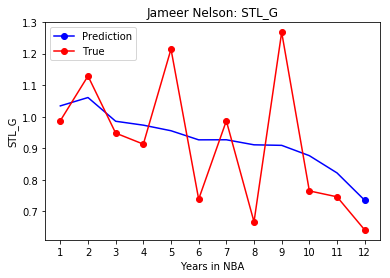 Jameer Nelson: STL_G
Prediction
True
1.3
1.2
1.1
1.0
0.9
0.8
0.7
STL_G
1 2 3 4 5 6 7 8 9 10 11 12
Years in NBA